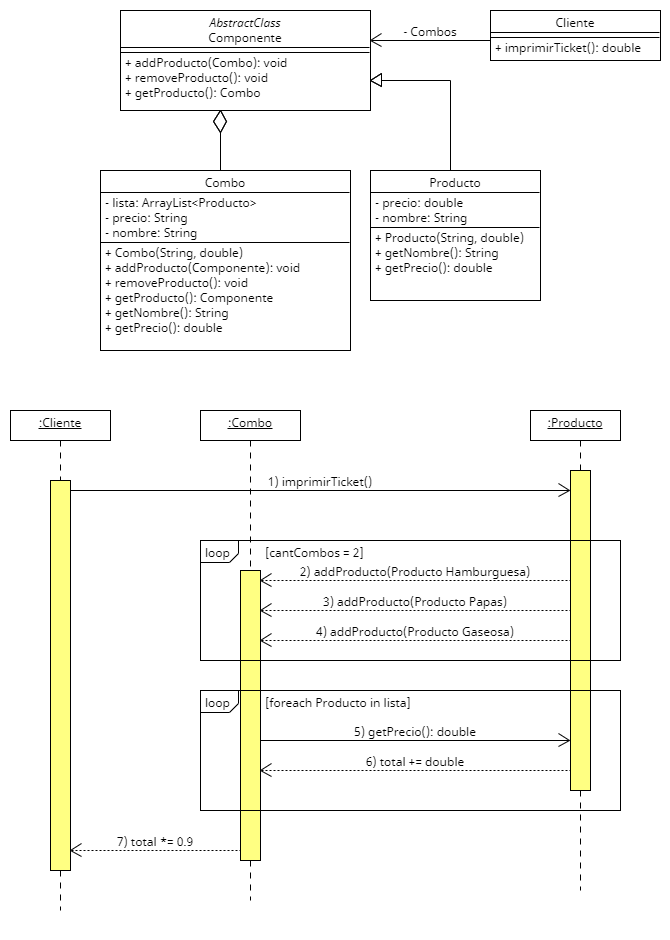 AbstractClass
Componente
+ addProducto(Combo): void
+ removeProducto(): void
+ getProducto(): Combo
- Combos
Cliente
+ imprimirTicket(): double
Combo
- lista: ArrayList<Producto>
- precio: String
- nombre: String
+ Combo(String, double)
+ addProducto(Componente): void
+ removeProducto(): void
+ getProducto(): Componente
+ getNombre(): String
+ getPrecio(): double
Producto
- precio: double
- nombre: String
+ Producto(String, double)
+ getNombre(): String
+ getPrecio(): double
:Cliente
:Combo
:Producto
1) imprimirTicket()
loop
[cantCombos = 2]
2) addProducto(Producto Hamburguesa)
3) addProducto(Producto Papas)
4) addProducto(Producto Gaseosa)
loop
[foreach Producto in lista]
5) getPrecio(): double
6) total += double
7) total *= 0.9